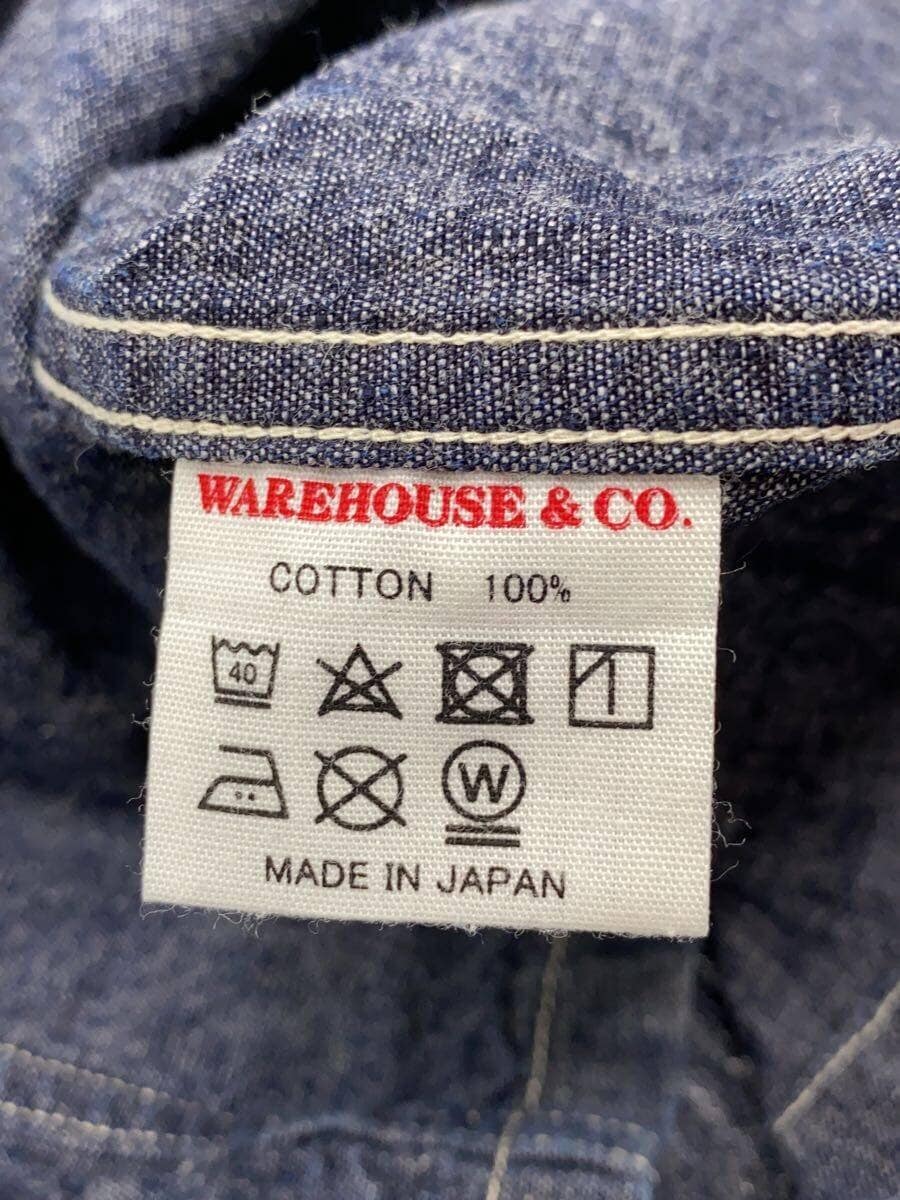 WAREHOUSE & CO.
COTTON 100%
40
W
MADE IN JAPAN